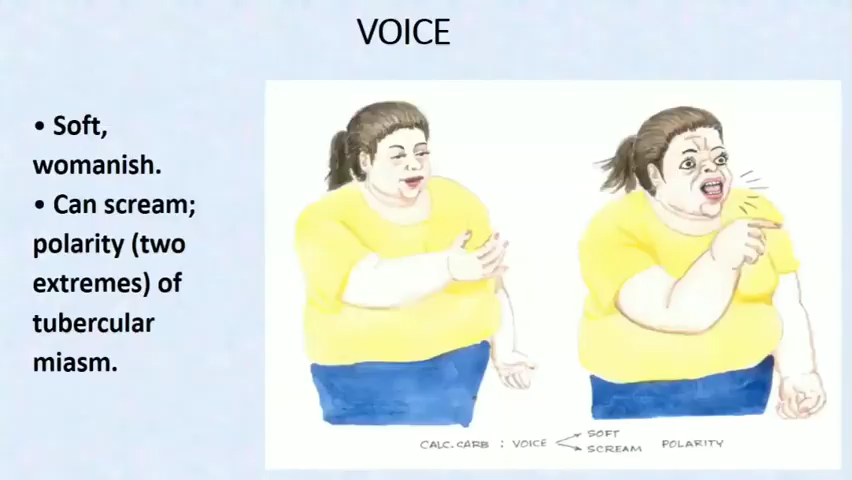 VOICE
• Soft,
womanish.
• Can scream;
polarity (two
extremes) of
tubercular
miasm.
CALC.CARB : VOICE SOFT
SCREAM POLARITY